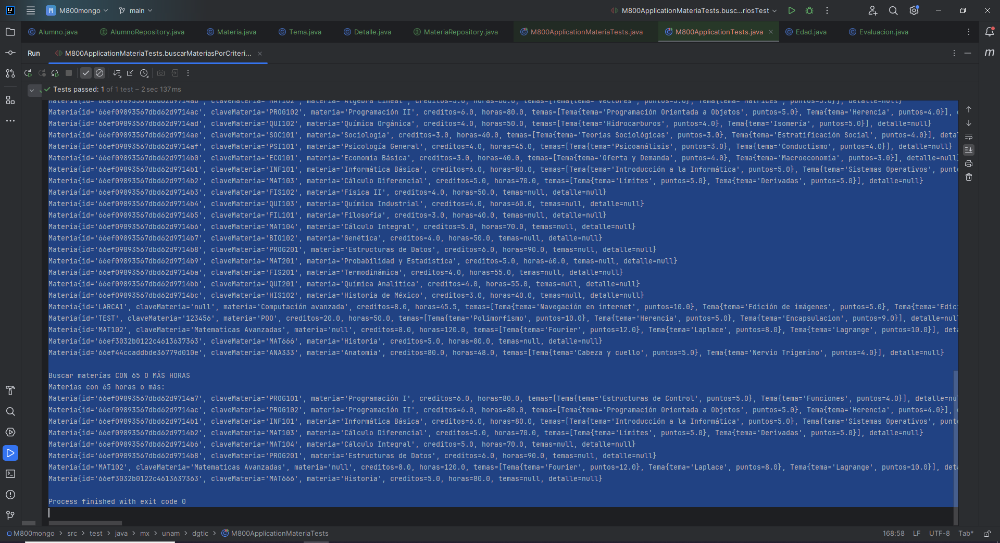 M M800mongo main M800ApplicationMateriaTests.busc...riosTest
Alumno.java AlumnoRepository.java Materia.java Tema.java Detalle.java MateriaRepository.java M800ApplicationMateriaTests.java M800ApplicationTests.java Edad.java Evaluacion.java
Run M800ApplicationMateriaTests.buscarMateriasPorCriteri...
Tests passed: 1 of 1 test – 2 sec 137 ms
Materia{id='66ef09893567dbd62d9714ab', claveMateria='MAT102', materia='Álgebra Lineal', creditos=5.0, horas=60.0, temas=[Tema{tema='Vectores', puntos=5.0}, Tema{tema='Matrices', puntos=5.0}], detalle=null}
Materia{id='66ef09893567dbd62d9714ac', claveMateria='PROG102', materia='Programación II', creditos=6.0, horas=80.0, temas=[Tema{tema='Programación Orientada a Objetos', puntos=5.0}, Tema{tema='Herencia', puntos=4.0}],
Materia{id='66ef09893567dbd62d9714ad', claveMateria='QUI102', materia='Química Orgánica', creditos=4.0, horas=50.0, temas=[Tema{tema='Hidrocarburos', puntos=4.0}, Tema{tema='Isomería', puntos=5.0}], detalle=null}
Materia{id='66ef09893567dbd62d9714ae', claveMateria='SOC101', materia='Sociología', creditos=3.0, horas=40.0, temas=[Tema{tema='Teorías Sociológicas', puntos=3.0}, Tema{tema='Estratificación Social', puntos=4.0}], detal
Materia{id='66ef09893567dbd62d9714af', claveMateria='PSI101', materia='Psicología General', creditos=4.0, horas=45.0, temas=[Tema{tema='Psicoanálisis', puntos=3.0}, Tema{tema='Conductismo', puntos=4.0}], detalle=null}
Materia{id='66ef09893567dbd62d9714b0', claveMateria='ECO101', materia='Economía Básica', creditos=3.0, horas=40.0, temas=[Tema{tema='Oferta y Demanda', puntos=4.0}, Tema{tema='Macroeconomía', puntos=3.0}], detalle=null}
Materia{id='66ef09893567dbd62d9714b1', claveMateria='INF101', materia='Informática Básica', creditos=6.0, horas=80.0, temas=[Tema{tema='Introducción a la Informática', puntos=5.0}, Tema{tema='Sistemas Operativos', punto
Materia{id='66ef09893567dbd62d9714b2', claveMateria='MAT103', materia='Cálculo Diferencial', creditos=5.0, horas=70.0, temas=[Tema{tema='Límites', puntos=5.0}, Tema{tema='Derivadas', puntos=5.0}], detalle=null}
Materia{id='66ef09893567dbd62d9714b3', claveMateria='FIS102', materia='Física II', creditos=4.0, horas=50.0, temas=null, detalle=null}
Materia{id='66ef09893567dbd62d9714b4', claveMateria='QUI103', materia='Química Industrial', creditos=4.0, horas=60.0, temas=null, detalle=null}
Materia{id='66ef09893567dbd62d9714b5', claveMateria='FIL101', materia='Filosofía', creditos=3.0, horas=40.0, temas=null, detalle=null}
Materia{id='66ef09893567dbd62d9714b6', claveMateria='MAT104', materia='Cálculo Integral', creditos=5.0, horas=70.0, temas=null, detalle=null}
Materia{id='66ef09893567dbd62d9714b7', claveMateria='BIO102', materia='Genética', creditos=4.0, horas=50.0, temas=null, detalle=null}
Materia{id='66ef09893567dbd62d9714b8', claveMateria='PROG201', materia='Estructuras de Datos', creditos=6.0, horas=90.0, temas=null, detalle=null}
Materia{id='66ef09893567dbd62d9714b9', claveMateria='MAT201', materia='Probabilidad y Estadística', creditos=5.0, horas=60.0, temas=null, detalle=null}
Materia{id='66ef09893567dbd62d9714ba', claveMateria='FIS201', materia='Termodinámica', creditos=4.0, horas=55.0, temas=null, detalle=null}
Materia{id='66ef09893567dbd62d9714bb', claveMateria='QUI201', materia='Química Analítica', creditos=4.0, horas=55.0, temas=null, detalle=null}
Materia{id='66ef09893567dbd62d9714bc', claveMateria='HIS102', materia='Historia de México', creditos=3.0, horas=40.0, temas=null, detalle=null}
Materia{id='LARCA1', claveMateria='null', materia='Computación avanzada', creditos=8.0, horas=45.5, temas=[Tema{tema='Navegación en internet', puntos=10.0}, Tema{tema='Edición de imágenes', puntos=5.0}, Tema{tema='Edic
Materia{id='TEST', claveMateria='123456', materia='POO', creditos=20.0, horas=50.0, temas=[Tema{tema='Polimorfismo', puntos=10.0}, Tema{tema='Herencia', puntos=5.0}, Tema{tema='Encapsulacion', puntos=9.0}], detalle=nul
Materia{id='MAT102', claveMateria='Matematicas Avanzadas', materia='null', creditos=8.0, horas=120.0, temas=[Tema{tema='Fourier', puntos=12.0}, Tema{tema='Laplace', puntos=8.0}, Tema{tema='Lagrange', puntos=10.0}], deta
Materia{id='66ef3032b0122c4613637363', claveMateria='MAT666', materia='Historia', creditos=5.0, horas=80.0, temas=null, detalle=null}
Materia{id='66ef44ccaddbde36779d010e', claveMateria='ANA333', materia='Anatomia', creditos=80.0, horas=48.0, temas=[Tema{tema='Cabeza y cuello', puntos=5.0}, Tema{tema='Nervio Trigemino', puntos=4.0}], detalle=null}
Buscar materías CON 65 O MÁS HORAS
Materias con 65 horas o más:
Materia{id='66ef09893567dbd62d9714a7', claveMateria='PROG101', materia='Programación I', creditos=6.0, horas=80.0, temas=[Tema{tema='Estructuras de Control', puntos=5.0}, Tema{tema='Funciones', puntos=4.0}], detalle=nul
Materia{id='66ef09893567dbd62d9714ac', claveMateria='PROG102', materia='Programación II', creditos=6.0, horas=80.0, temas=[Tema{tema='Programación Orientada a Objetos', puntos=5.0}, Tema{tema='Herencia', puntos=4.0}],
Materia{id='66ef09893567dbd62d9714b1', claveMateria='INF101', materia='Informática Básica', creditos=6.0, horas=80.0, temas=[Tema{tema='Introducción a la Informática', puntos=5.0}, Tema{tema='Sistemas Operativos', punto
Materia{id='66ef09893567dbd62d9714b2', claveMateria='MAT103', materia='Cálculo Diferencial', creditos=5.0, horas=70.0, temas=[Tema{tema='Límites', puntos=5.0}, Tema{tema='Derivadas', puntos=5.0}], detalle=null}
Materia{id='66ef09893567dbd62d9714b6', claveMateria='MAT104', materia='Cálculo Integral', creditos=5.0, horas=70.0, temas=null, detalle=null}
Materia{id='66ef09893567dbd62d9714b8', claveMateria='PROG201', materia='Estructuras de Datos', creditos=6.0, horas=90.0, temas=null, detalle=null}
Materia{id='MAT102', claveMateria='Matematicas Avanzadas', materia='null', creditos=8.0, horas=120.0, temas=[Tema{tema='Fourier', puntos=12.0}, Tema{tema='Laplace', puntos=8.0}, Tema{tema='Lagrange', puntos=10.0}], deta
Materia{id='66ef3032b0122c4613637363', claveMateria='MAT666', materia='Historia', creditos=5.0, horas=80.0, temas=null, detalle=null}
Process finished with exit code 0
M800mongo > src > test > java > mx > unam > dgtic > M800ApplicationMateriaTests 168:58 LF UTF-8 Tab*